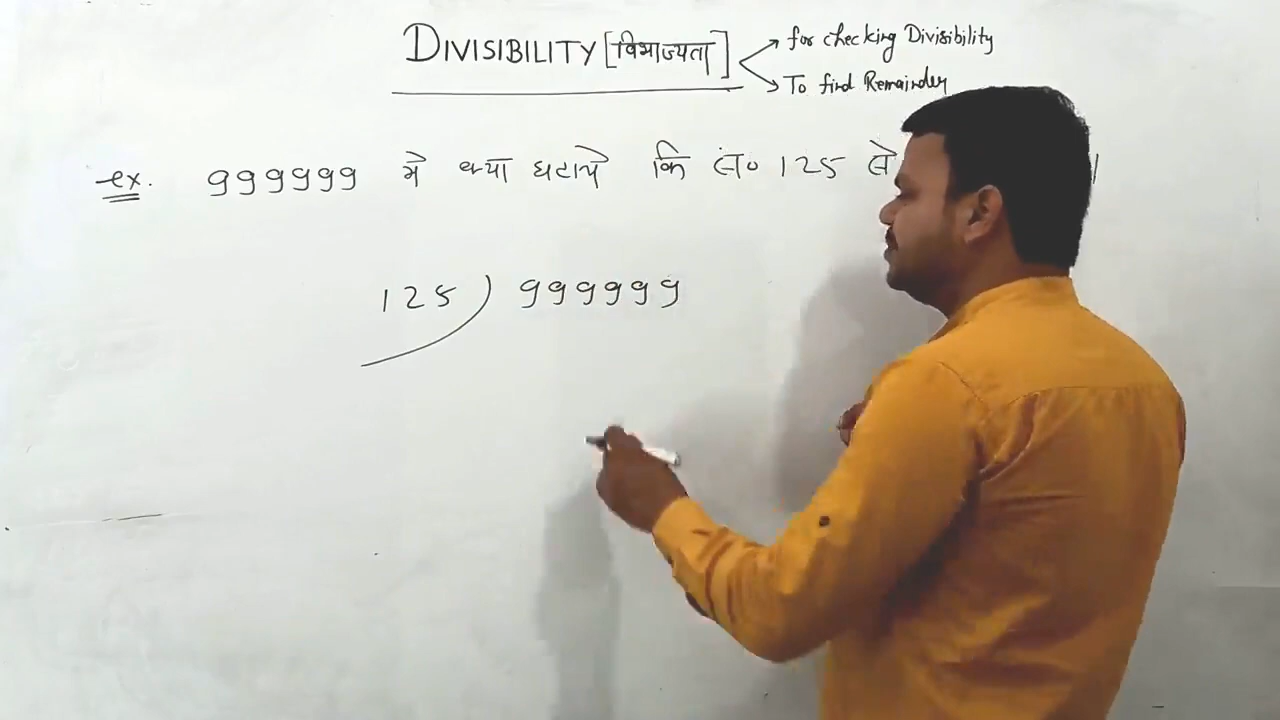 DIVISIBILITY [विभाज्यता]
for checking Divisibility
To find Remainder
ex. 999999 में क्या घटाये कि सं० 125 से
125 ) 999999